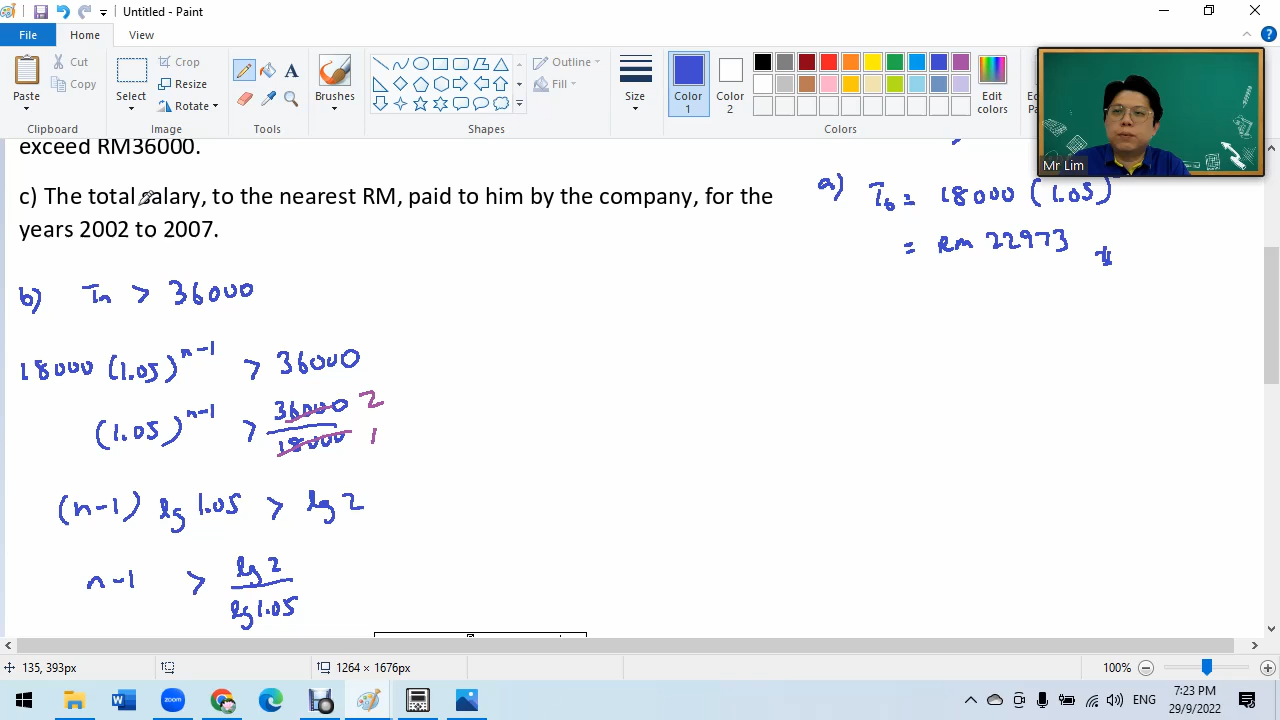 Untitled - Paint
File Home View
Paste Cut Copy Select Crop Resize Rotate Brushes Outline Fill Size Color 1 Color 2 Edit colors
Clipboard Image Tools Shapes Colors
Mr Lim
exceed RM36000.
c) The total salary, to the nearest RM, paid to him by the company, for the
years 2002 to 2007.
a) T6 = 18000 (1.05)
= RM 22973
b) Tn > 36000
18000 (1.05)^n-1 > 36000
(1.05)^n-1 > 36000/18000 2 1
(n-1) lg 1.05 > lg 2
n-1 > lg 2/lg 1.05
135, 393px 1264 × 1676px 100%
ENG 7:23 PM
29/9/2022